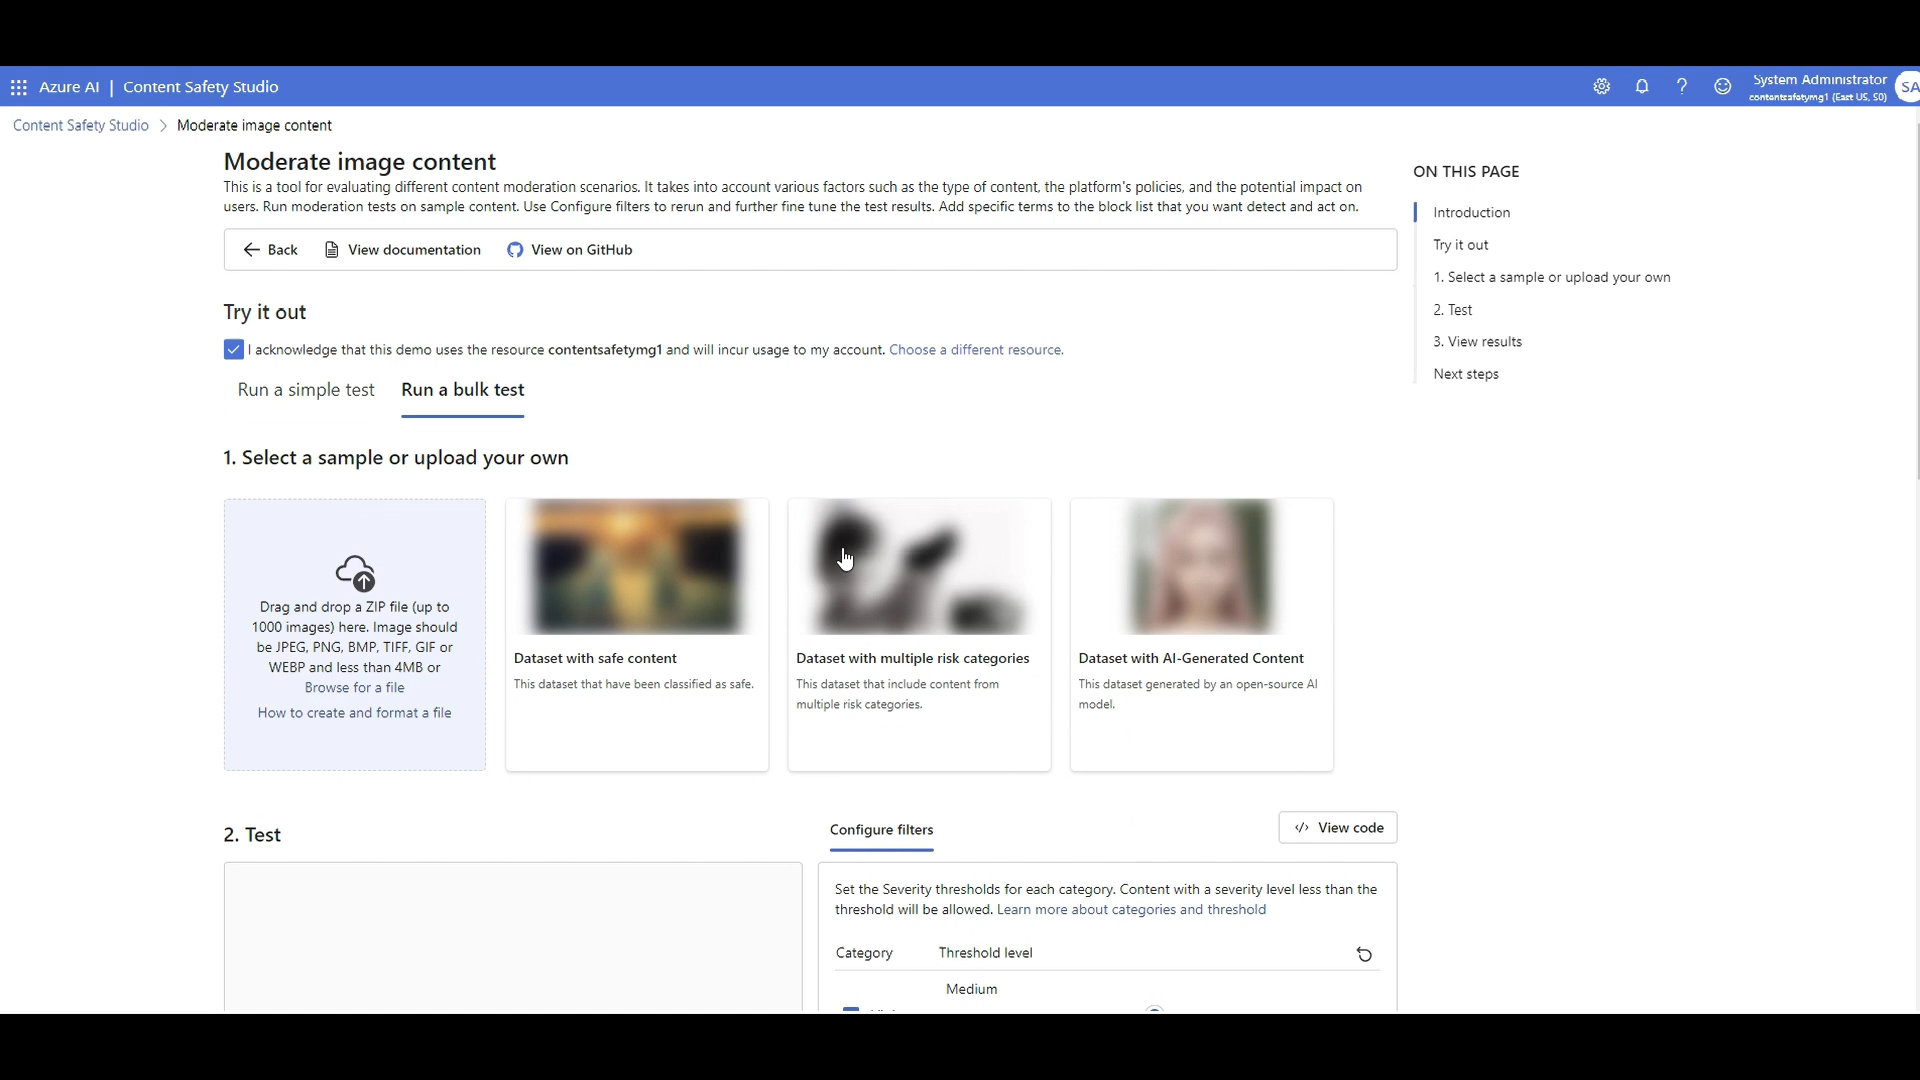 Azure AI | Content Safety Studio
System Administrator
contentsafetymg1 (East US, S0)
SA
Content Safety Studio > Moderate image content
Moderate image content
This is a tool for evaluating different content moderation scenarios. It takes into account various factors such as the type of content, the platform's policies, and the potential impact on
users. Run moderation tests on sample content. Use Configure filters to rerun and further fine tune the test results. Add specific terms to the block list that you want detect and act on.
Back
View documentation
View on GitHub
ON THIS PAGE
Introduction
Try it out
1. Select a sample or upload your own
2. Test
3. View results
Next steps
Try it out
I acknowledge that this demo uses the resource contentsafetymg1 and will incur usage to my account. Choose a different resource.
Run a simple test
Run a bulk test
1. Select a sample or upload your own
Drag and drop a ZIP file (up to
1000 images) here. Image should
be JPEG, PNG, BMP, TIFF, GIF or
WEBP and less than 4MB or
Browse for a file
How to create and format a file
Dataset with safe content
This dataset that have been classified as safe.
Dataset with multiple risk categories
This dataset that include content from
multiple risk categories.
Dataset with AI-Generated Content
This dataset generated by an open-source AI
model.
2. Test
Configure filters
</> View code
Set the Severity thresholds for each category. Content with a severity level less than the
threshold will be allowed. Learn more about categories and threshold
Category
Threshold level
Medium